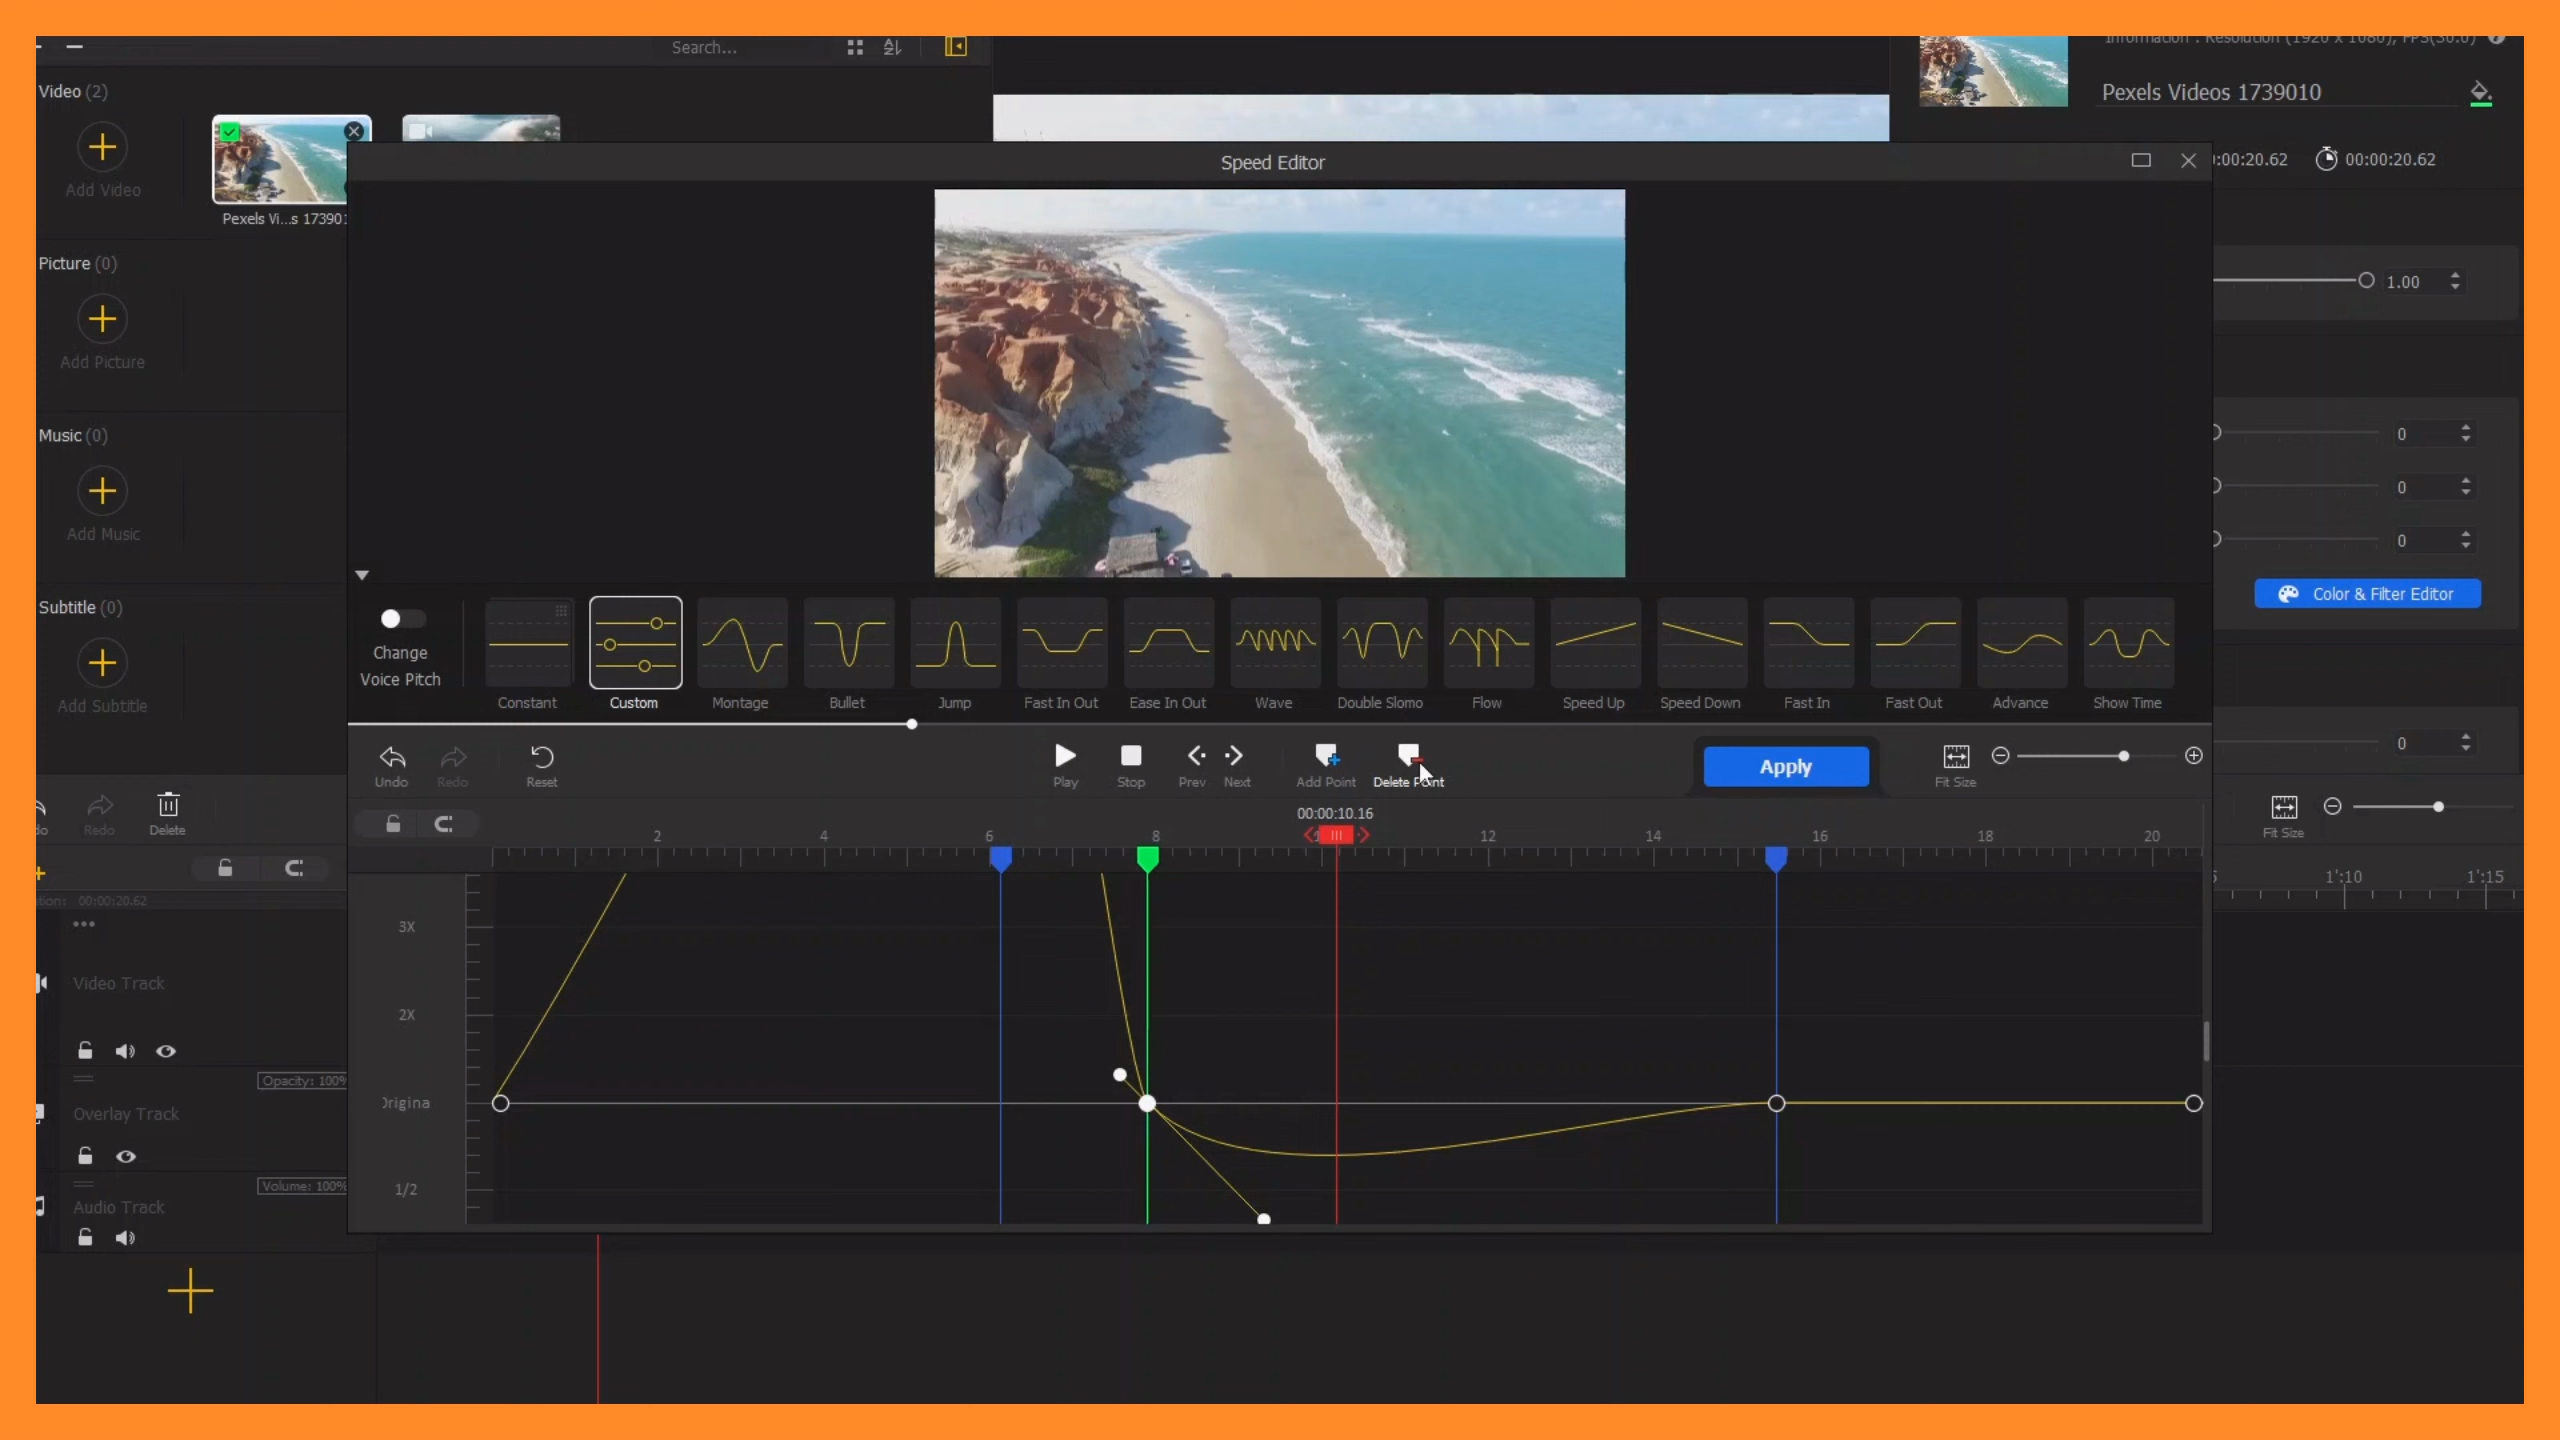 Search...
Information : Resolution (1920 x 1080), FPS(30.0)
Video (2)
Pexels Videos 1739010
Add Video
:00:20.62
00:00:20.62
Speed Editor
Pexels Vi...s 17390
Picture (0)
1.00
Add Picture
Music (0)
0
0
Add Music
0
Subtitle (0)
Color & Filter Editor
Change
Voice Pitch
Add Subtitle
Constant
Custom
Montage
Bullet
Jump
Fast In Out
Ease In Out
Wave
Double Slomo
Flow
Speed Up
Speed Down
Fast In
Fast Out
Advance
Show Time
0
Undo
Redo
Reset
Play
Stop
Prev
Next
Add Point
Delete Point
Apply
Fit Size
do
Redo
Delete
00:00:10.16
2
4
6
8
12
14
16
18
20
Fit Size
1':10
1':15
tion: 00:00:20.62
3X
Video Track
2X
Opacity: 100%
Origina
Overlay Track
Volume: 100%
1/2
Audio Track